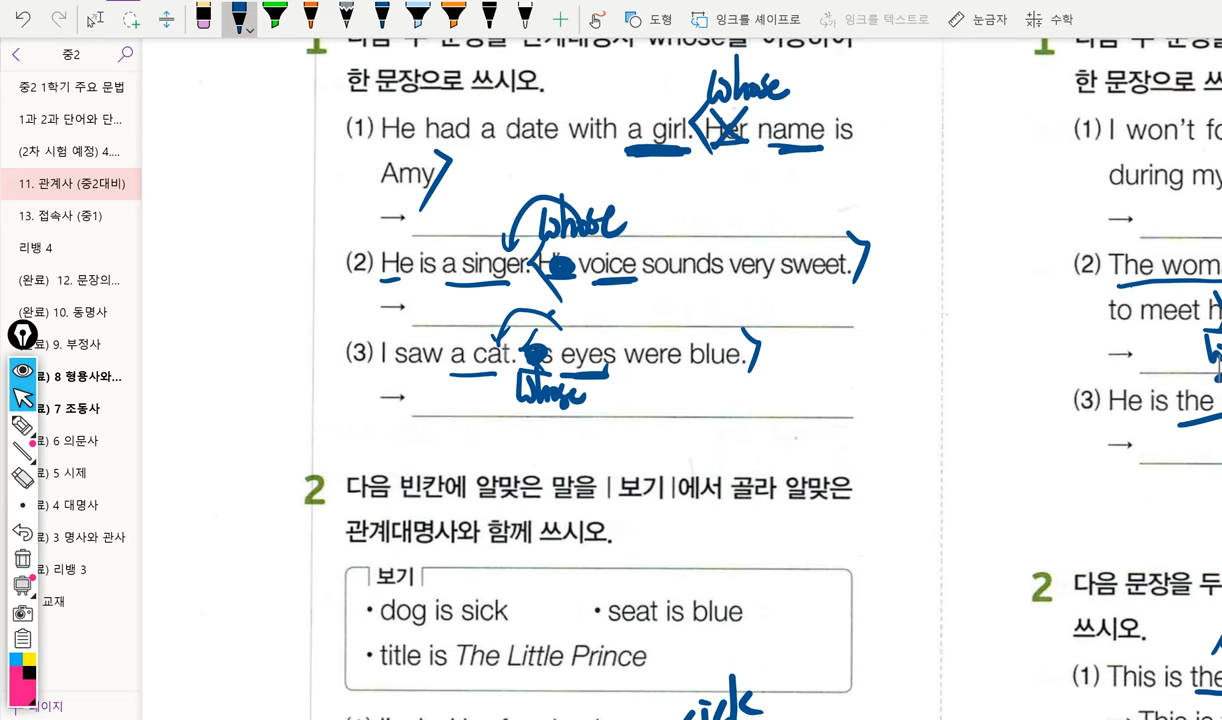 도형
잉크를 셰이프로
잉크를 텍스트로
눈금자
수학
중2
중2 1학기 주요 문법
1과 2과 단어와 단...
(2차 시험 예정) 4....
11. 관계사 (중2대비)
13. 접속사 (중1)
리뱅 4
(완료) 12. 문장의...
(완료) 10. 동명사
료) 9. 부정사
료) 8 형용사와...
료) 7 조동사
료) 6 의문사
료) 5 시제
료) 4 대명사
료) 3 명사와 관사
료) 리뱅 3
교재
페이지
1 다음 두 문장을 관계대명사 whose를 이용하여
한 문장으로 쓰시오.
whose
(1) He had a date with a girl. Her name is
Amy
→
whose
(2) He is a singer. voice sounds very sweet.
→
(3) I saw a cat. eyes were blue.
whose
→
2 다음 빈칸에 알맞은 말을 |보기|에서 골라 알맞은
관계대명사와 함께 쓰시오.
보기
• dog is sick • seat is blue
• title is The Little Prince
sick
1
한 문장으로 쓰
(1) I won't
during my
→
(2) The
to meet
→
(3) He is the
→
2 다음 문장을 두
쓰시오.
(1) This is the
→ This is